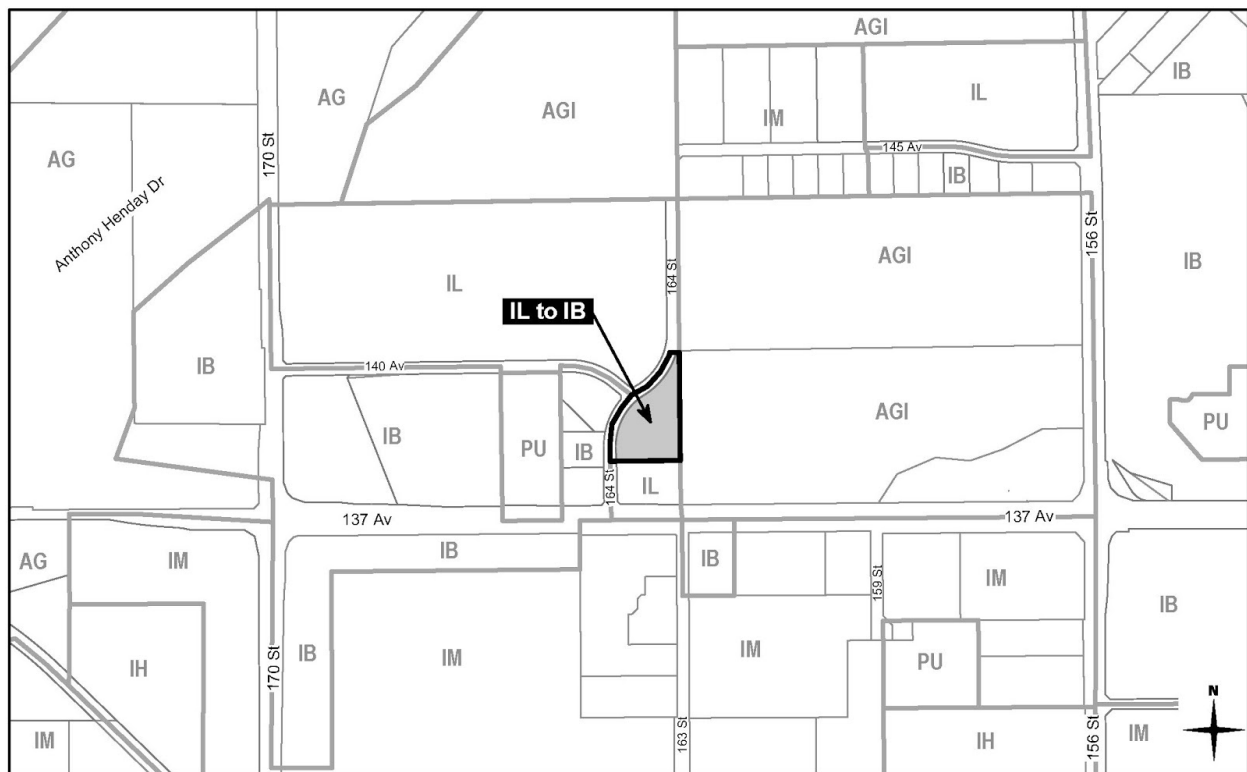 AGI
IB
AG
AGI
IM
IL
170 St
AG
145 Av
IB
Anthony Henday Dr
156 St
164 St
AGI
IB
IL
IL to IB
IB
140 Av
AGI
PU
IB
PU
IB
IL
164 St
137 Av
137 Av
AG
IM
IB
IB
159 St
IM
IB
IH
IB
IM
IM
PU
170 St
N
163 St
IM
IH
156 St
IM